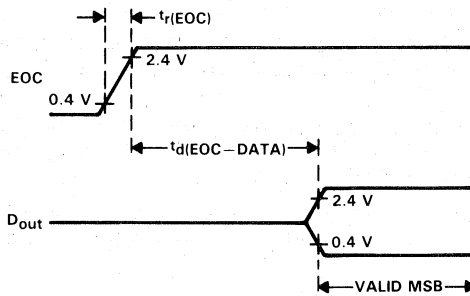 tr(EOC)
EOC
2.4 V
0.4 V
td(EOC−DATA)
Dout
2.4 V
0.4 V
VALID MSB